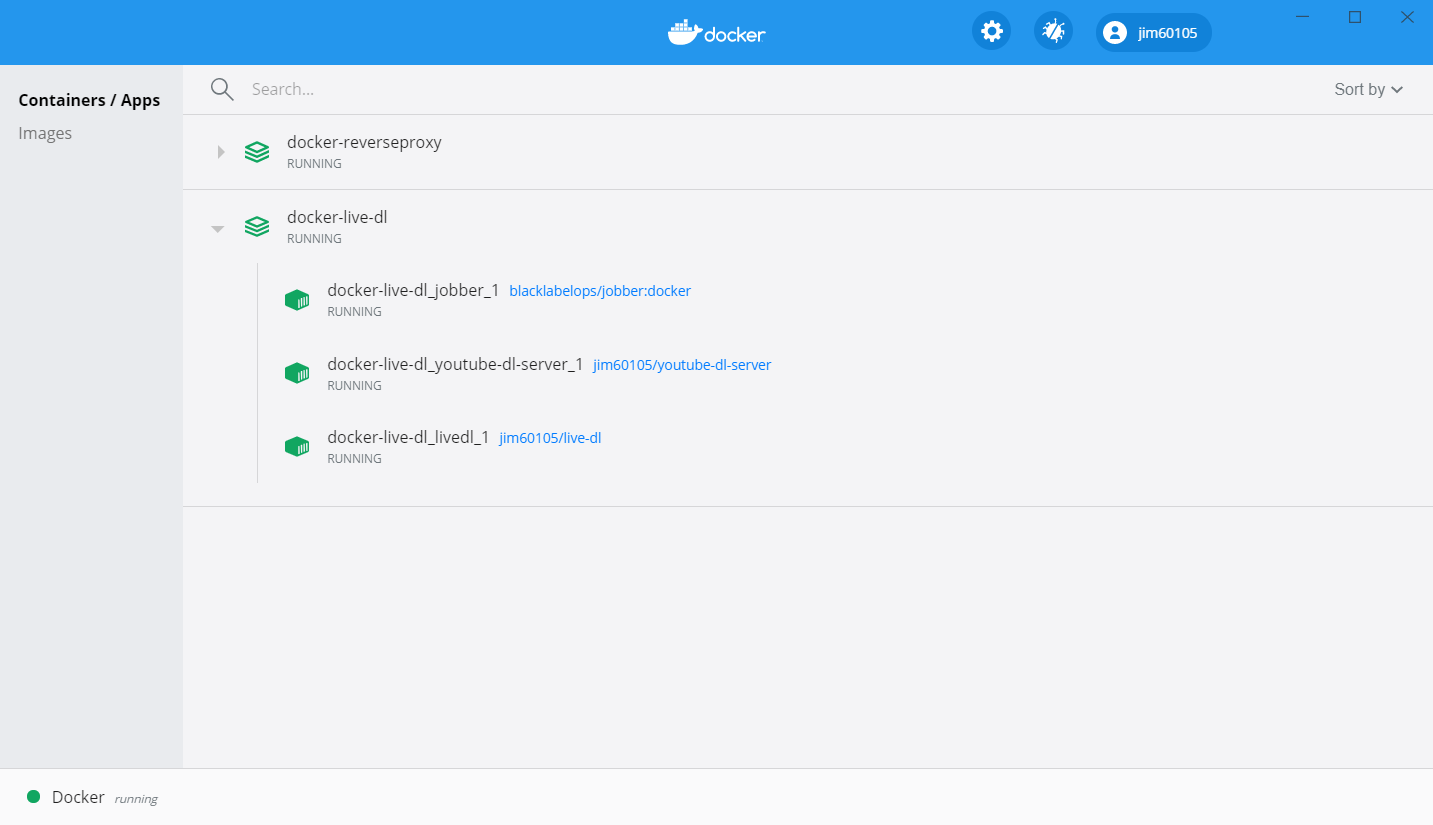 docker
jim60105
Containers / Apps
Images
Search...
Sort by
docker-reverseproxy
RUNNING
docker-live-dl
RUNNING
docker-live-dl_jobber_1 blacklabelops/jobber:docker
RUNNING
docker-live-dl_youtube-dl-server_1 jim60105/youtube-dl-server
RUNNING
docker-live-dl_livedl_1 jim60105/live-dl
RUNNING
Docker running